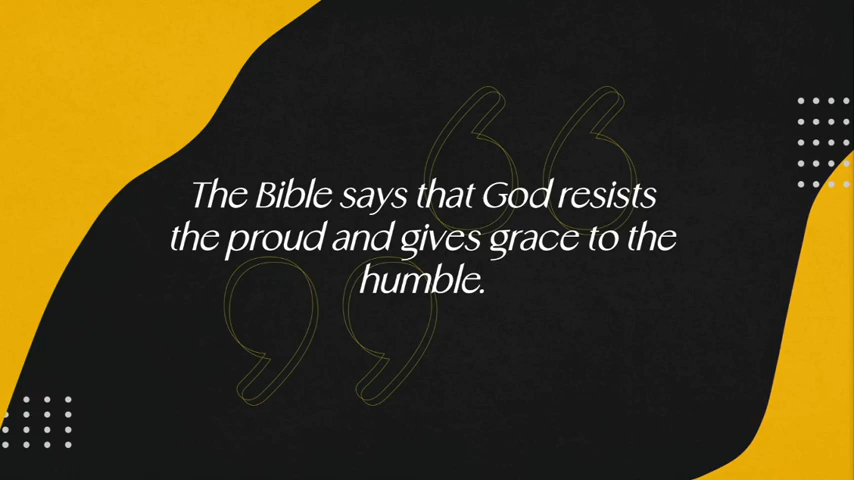 The Bible says that God resists
the proud and gives grace to the
humble.